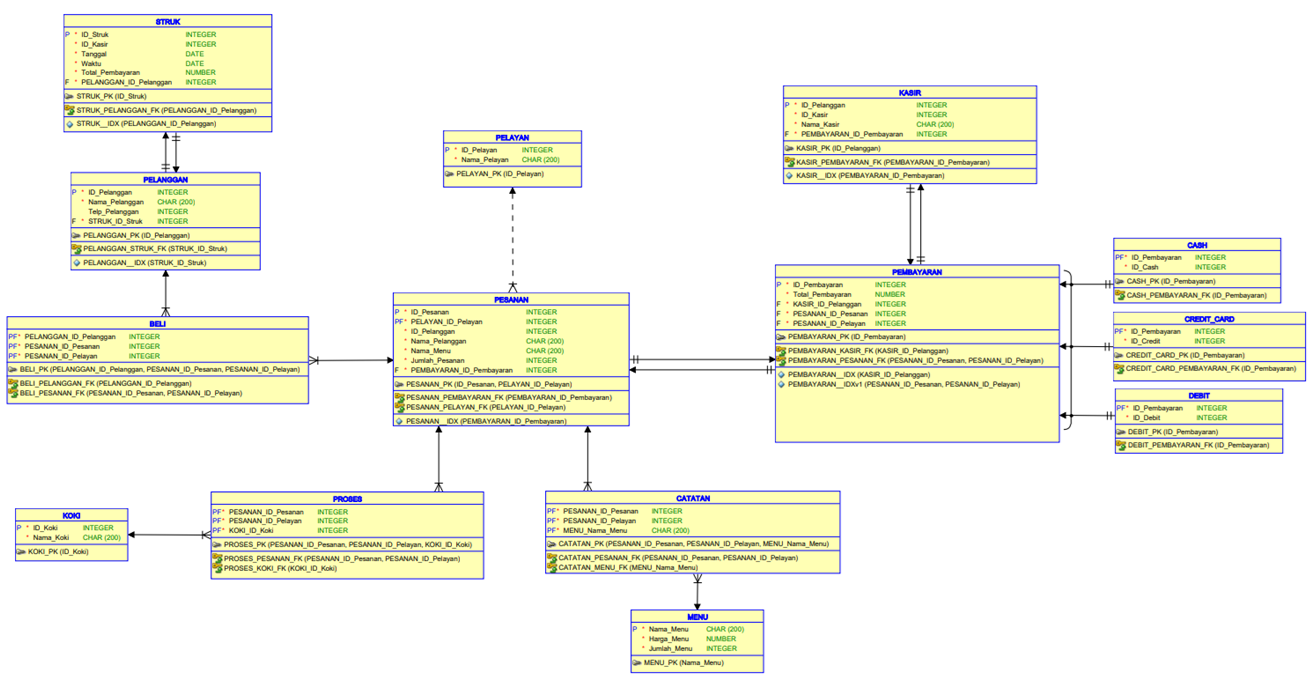 STRUK
P * ID_Struk INTEGER
* ID_Kasir INTEGER
* Tanggal DATE
* Waktu DATE
* Total_Pembayaran NUMBER
F * PELANGGAN_ID_Pelanggan INTEGER
STRUK_PK (ID_Struk)
STRUK_PELANGGAN_FK (PELANGGAN_ID_Pelanggan)
STRUK__IDX (PELANGGAN_ID_Pelanggan)
PELANGGAN
P * ID_Pelanggan INTEGER
* Nama_Pelanggan CHAR (200)
Telp_Pelanggan INTEGER
F * STRUK_ID_Struk INTEGER
PELANGGAN_PK (ID_Pelanggan)
PELANGGAN_STRUK_FK (STRUK_ID_Struk)
PELANGGAN__IDX (STRUK_ID_Struk)
BELI
PF* PELANGGAN_ID_Pelanggan INTEGER
PF* PESANAN_ID_Pesanan INTEGER
PF* PESANAN_ID_Pelayan INTEGER
BELI_PK (PELANGGAN_ID_Pelanggan, PESANAN_ID_Pesanan, PESANAN_ID_Pelayan)
BELI_PELANGGAN_FK (PELANGGAN_ID_Pelanggan)
BELI_PESANAN_FK (PESANAN_ID_Pesanan, PESANAN_ID_Pelayan)
PELAYAN
P * ID_Pelayan INTEGER
* Nama_Pelayan CHAR (200)
PELAYAN_PK (ID_Pelayan)
PESANAN
P * ID_Pesanan INTEGER
PF* PELAYAN_ID_Pelayan INTEGER
* ID_Pelanggan INTEGER
* Nama_Pelanggan CHAR (200)
* Nama_Menu CHAR (200)
* Jumlah_Pesanan INTEGER
F * PEMBAYARAN_ID_Pembayaran INTEGER
PESANAN_PK (ID_Pesanan, PELAYAN_ID_Pelayan)
PESANAN_PEMBAYARAN_FK (PEMBAYARAN_ID_Pembayaran)
PESANAN_PELAYAN_FK (PELAYAN_ID_Pelayan)
PESANAN__IDX (PEMBAYARAN_ID_Pembayaran)
KASIR
P * ID_Pelanggan INTEGER
* ID_Kasir INTEGER
* Nama_Kasir CHAR (200)
F * PEMBAYARAN_ID_Pembayaran INTEGER
KASIR_PK (ID_Pelanggan)
KASIR_PEMBAYARAN_FK (PEMBAYARAN_ID_Pembayaran)
KASIR__IDX (PEMBAYARAN_ID_Pembayaran)
PEMBAYARAN
P * ID_Pembayaran INTEGER
* Total_Pembayaran NUMBER
F * KASIR_ID_Pelanggan INTEGER
F * PESANAN_ID_Pesanan INTEGER
F * PESANAN_ID_Pelayan INTEGER
PEMBAYARAN_PK (ID_Pembayaran)
PEMBAYARAN_KASIR_FK (KASIR_ID_Pelanggan)
PEMBAYARAN_PESANAN_FK (PESANAN_ID_Pesanan, PESANAN_ID_Pelayan)
PEMBAYARAN__IDX (KASIR_ID_Pelanggan)
PEMBAYARAN__IDXv1 (PESANAN_ID_Pesanan, PESANAN_ID_Pelayan)
CASH
PF* ID_Pembayaran INTEGER
* ID_Cash INTEGER
CASH_PK (ID_Pembayaran)
CASH_PEMBAYARAN_FK (ID_Pembayaran)
CREDIT_CARD
PF* ID_Pembayaran INTEGER
* ID_Credit INTEGER
CREDIT_CARD_PK (ID_Pembayaran)
CREDIT_CARD_PEMBAYARAN_FK (ID_Pembayaran)
DEBIT
PF* ID_Pembayaran INTEGER
* ID_Debit INTEGER
DEBIT_PK (ID_Pembayaran)
DEBIT_PEMBAYARAN_FK (ID_Pembayaran)
KOKI
P * ID_Koki INTEGER
* Nama_Koki CHAR (200)
KOKI_PK (ID_Koki)
PROSES
PF* PESANAN_ID_Pesanan INTEGER
PF* PESANAN_ID_Pelayan INTEGER
PF* KOKI_ID_Koki INTEGER
PROSES_PK (PESANAN_ID_Pesanan, PESANAN_ID_Pelayan, KOKI_ID_Koki)
PROSES_PESANAN_FK (PESANAN_ID_Pesanan, PESANAN_ID_Pelayan)
PROSES_KOKI_FK (KOKI_ID_Koki)
CATATAN
PF* PESANAN_ID_Pesanan INTEGER
PF* PESANAN_ID_Pelayan INTEGER
PF* MENU_Nama_Menu CHAR (200)
CATATAN_PK (PESANAN_ID_Pesanan, PESANAN_ID_Pelayan, MENU_Nama_Menu)
CATATAN_PESANAN_FK (PESANAN_ID_Pesanan, PESANAN_ID_Pelayan)
CATATAN_MENU_FK (MENU_Nama_Menu)
MENU
P * Nama_Menu CHAR (200)
* Harga_Menu NUMBER
* Jumlah_Menu INTEGER
MENU_PK (Nama_Menu)